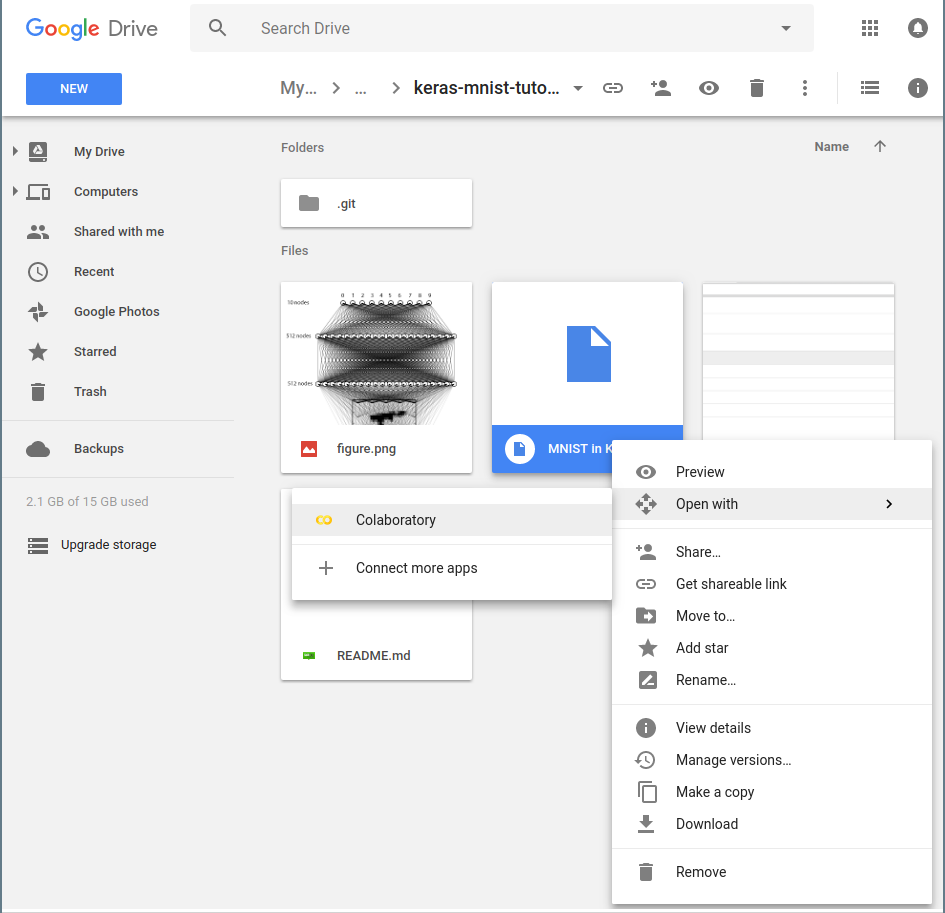 Google Drive
Search Drive
NEW
My...
...
keras-mnist-tuto...
My Drive
Computers
Shared with me
Recent
Google Photos
Starred
Trash
Backups
2.1 GB of 15 GB used
Upgrade storage
Folders
Name
.git
Files
0 1 2 3 4 5 6 7 8 9
10 nodes
512 nodes
512 nodes
figure.png
MNIST in K
README.md
Colaboratory
Connect more apps
Preview
Open with
Share...
Get shareable link
Move to...
Add star
Rename...
View details
Manage versions...
Make a copy
Download
Remove